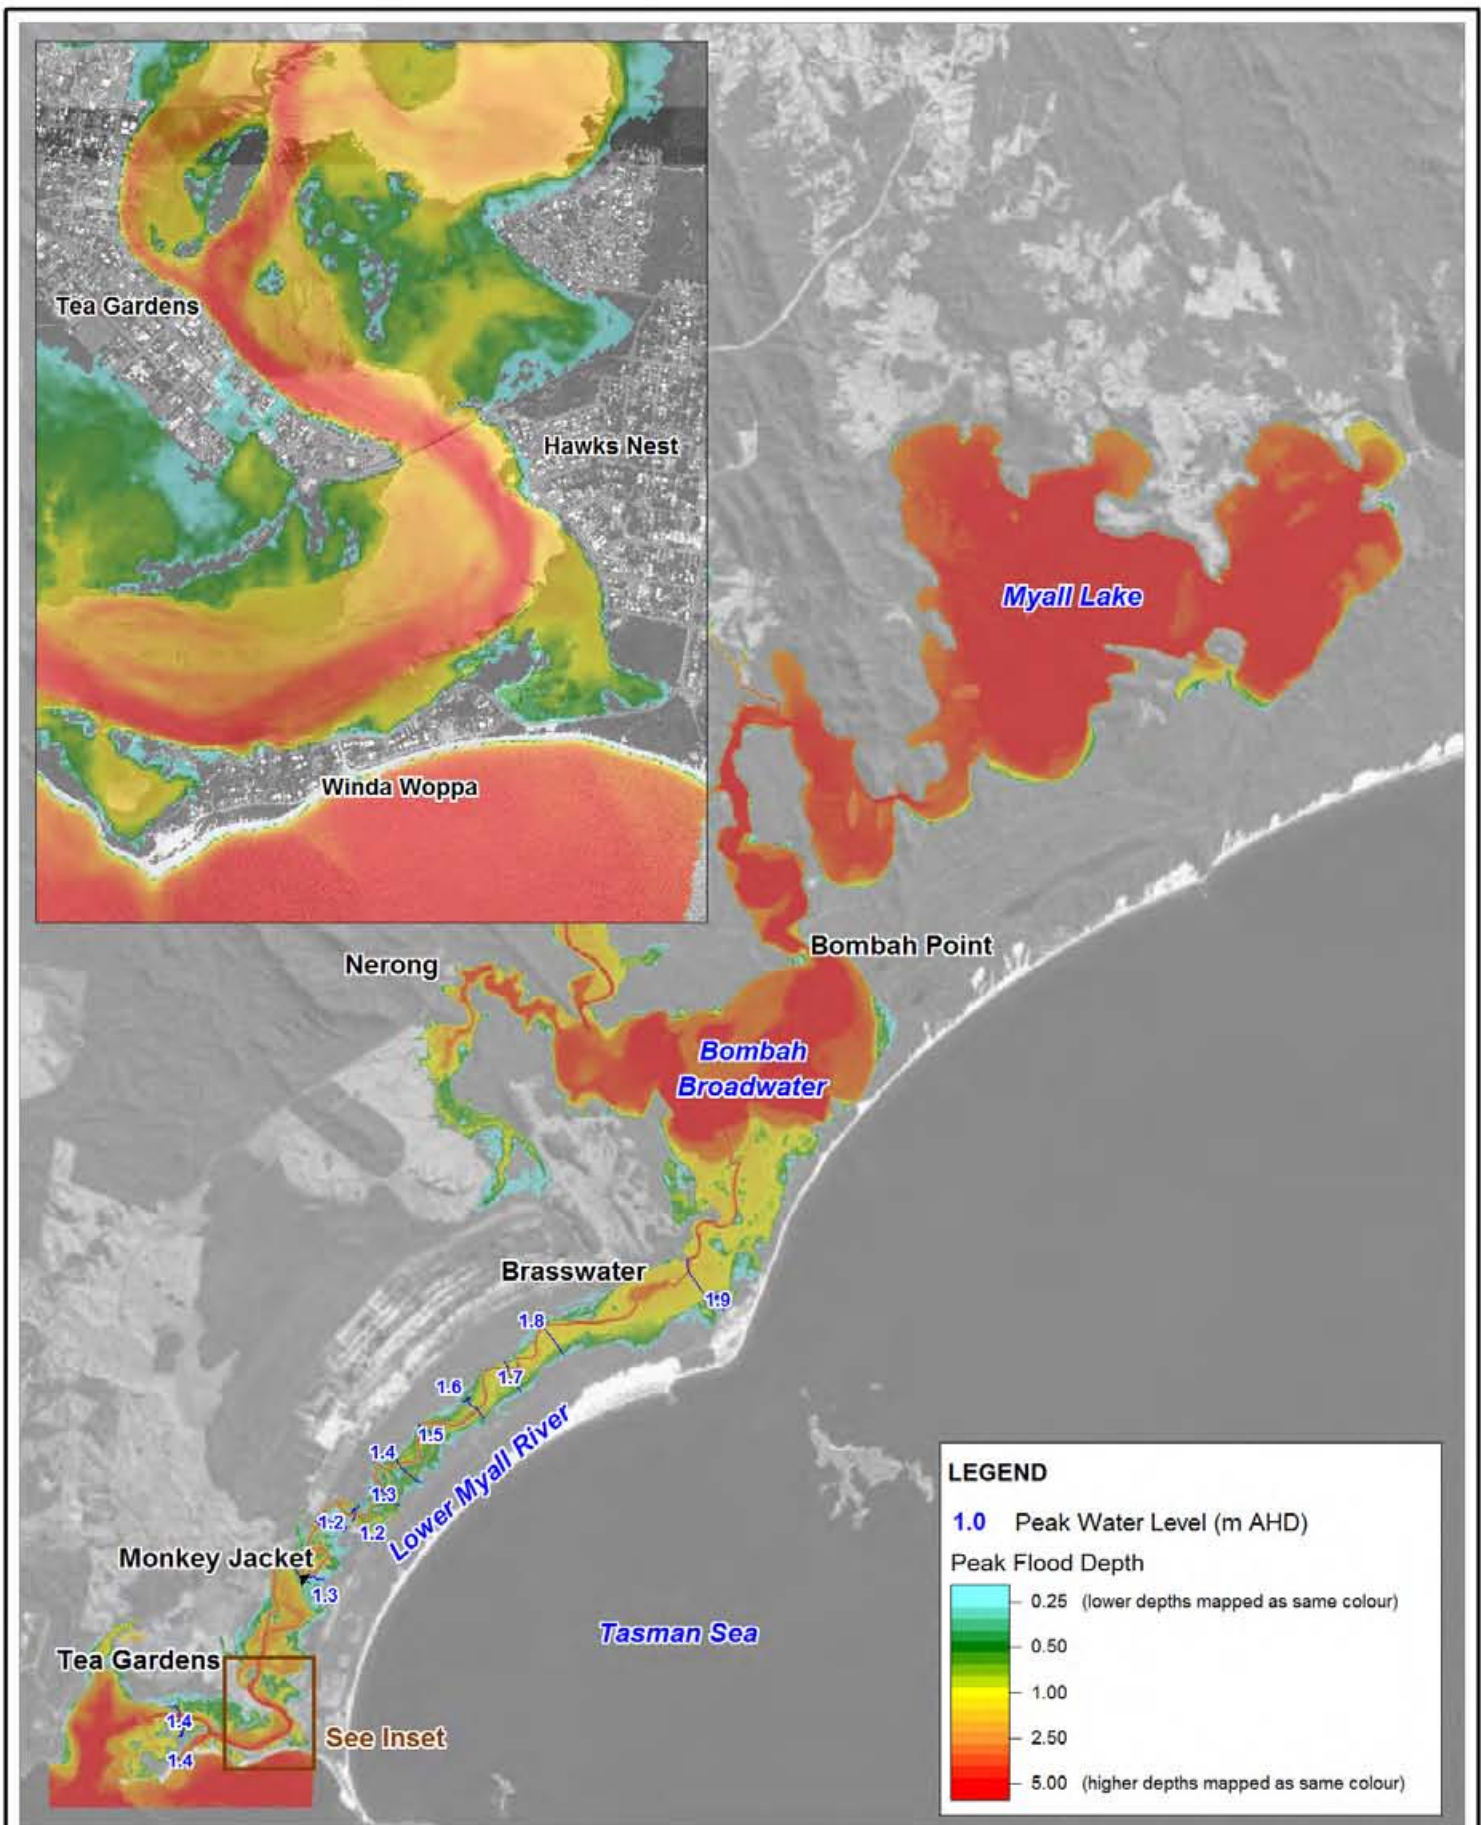 Tea Gardens
Hawks Nest
Winda Woppa
Myall Lake
Bombah Point
Nerong
Bombah
Broadwater
Brasswater
1.9
1.8
1.7
1.6
1.5
1.4
1.3
1.2
1.2
Lower Myall River
Monkey Jacket
1.3
Tasman Sea
Tea Gardens
1.4
See Inset
1.4
LEGEND
1.0 Peak Water Level (m AHD)
Peak Flood Depth
0.25 (lower depths mapped as same colour)
0.50
1.00
2.50
5.00 (higher depths mapped as same colour)